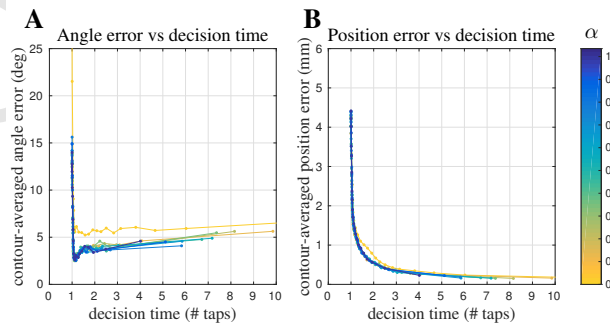 A Angle error vs decision time
B Position error vs decision time
α
contour-averaged angle error (deg)
25
20
15
10
5
0
0 1 2 3 4 5 6 7 8 9 10
decision time (# taps)
contour-averaged position error (mm)
6
5
4
3
2
1
0
0 1 2 3 4 5 6 7 8 9 10
decision time (# taps)